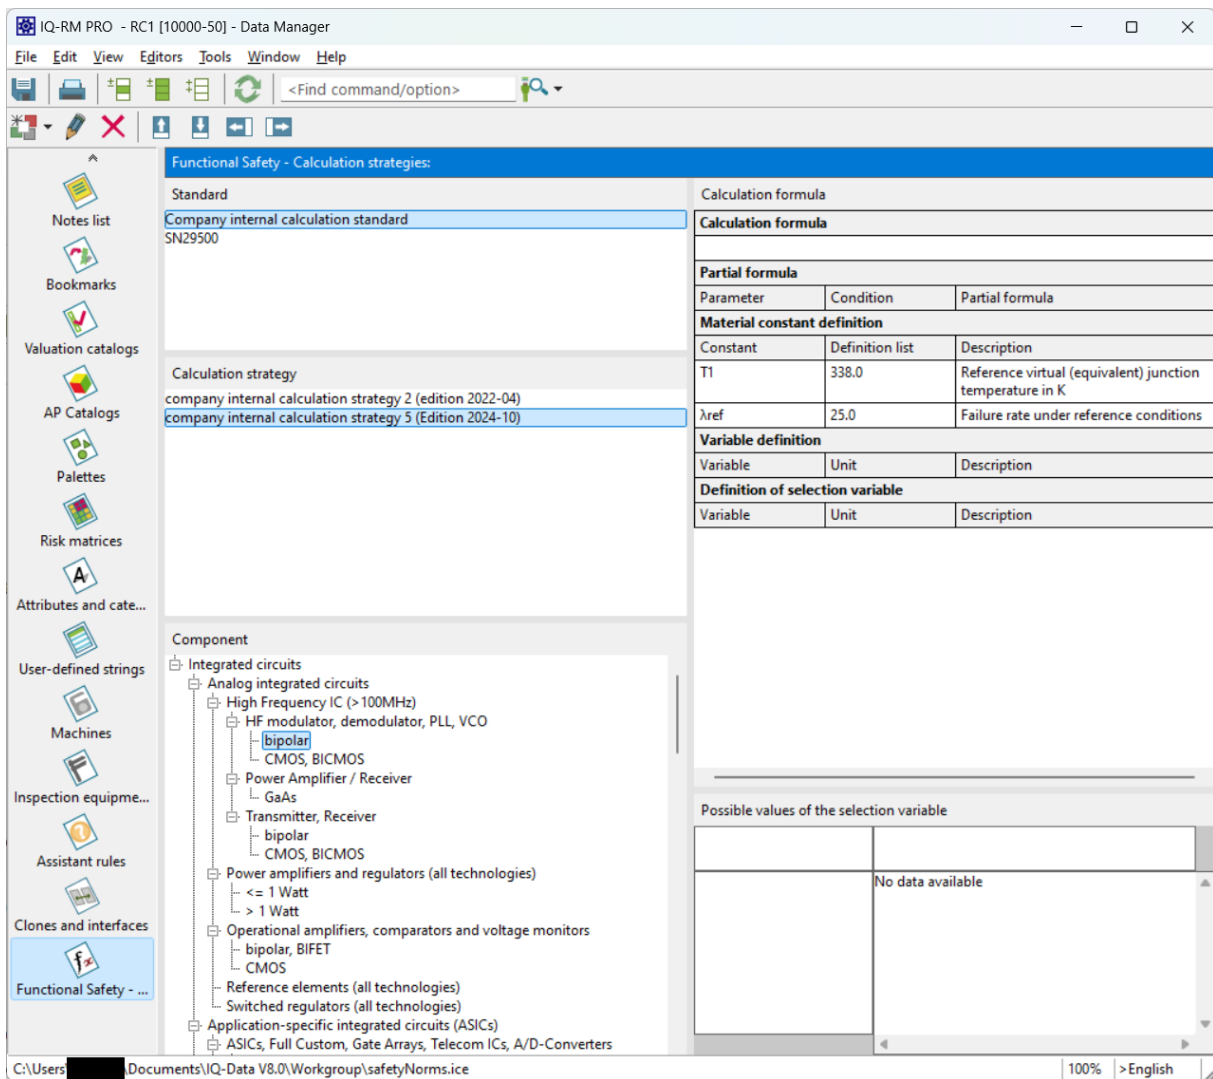 IQ-RM PRO - RC1 [10000-50] - Data Manager
File Edit View Editors Tools Window Help
<Find command/option>
Notes list
Bookmarks
Valuation catalogs
AP Catalogs
Palettes
Risk matrices
Attributes and cate...
User-defined strings
Machines
Inspection equipme...
Assistant rules
Clones and interfaces
Functional Safety - ...
Functional Safety - Calculation strategies:
Standard
Company internal calculation standard
SN29500
Calculation strategy
company internal calculation strategy 2 (edition 2022-04)
company internal calculation strategy 5 (Edition 2024-10)
Component
Integrated circuits
Analog integrated circuits
High Frequency IC (>100MHz)
HF modulator, demodulator, PLL, VCO
bipolar
CMOS, BICMOS
Power Amplifier / Receiver
GaAs
Transmitter, Receiver
bipolar
CMOS, BICMOS
Power amplifiers and regulators (all technologies)
<= 1 Watt
> 1 Watt
Operational amplifiers, comparators and voltage monitors
bipolar, BIFET
CMOS
Reference elements (all technologies)
Switched regulators (all technologies)
Application-specific integrated circuits (ASICs)
ASICs, Full Custom, Gate Arrays, Telecom ICs, A/D-Converters
Calculation formula
Calculation formula
Partial formula
Parameter Condition Partial formula
Material constant definition
Constant Definition list Description
T1 338.0 Reference virtual (equivalent) junction
temperature in K
λref 25.0 Failure rate under reference conditions
Variable definition
Variable Unit Description
Definition of selection variable
Variable Unit Description
Possible values of the selection variable
No data available
C:\Users\ \Documents\IQ-Data V8.0\Workgroup\safetyNorms.ice
100% >English